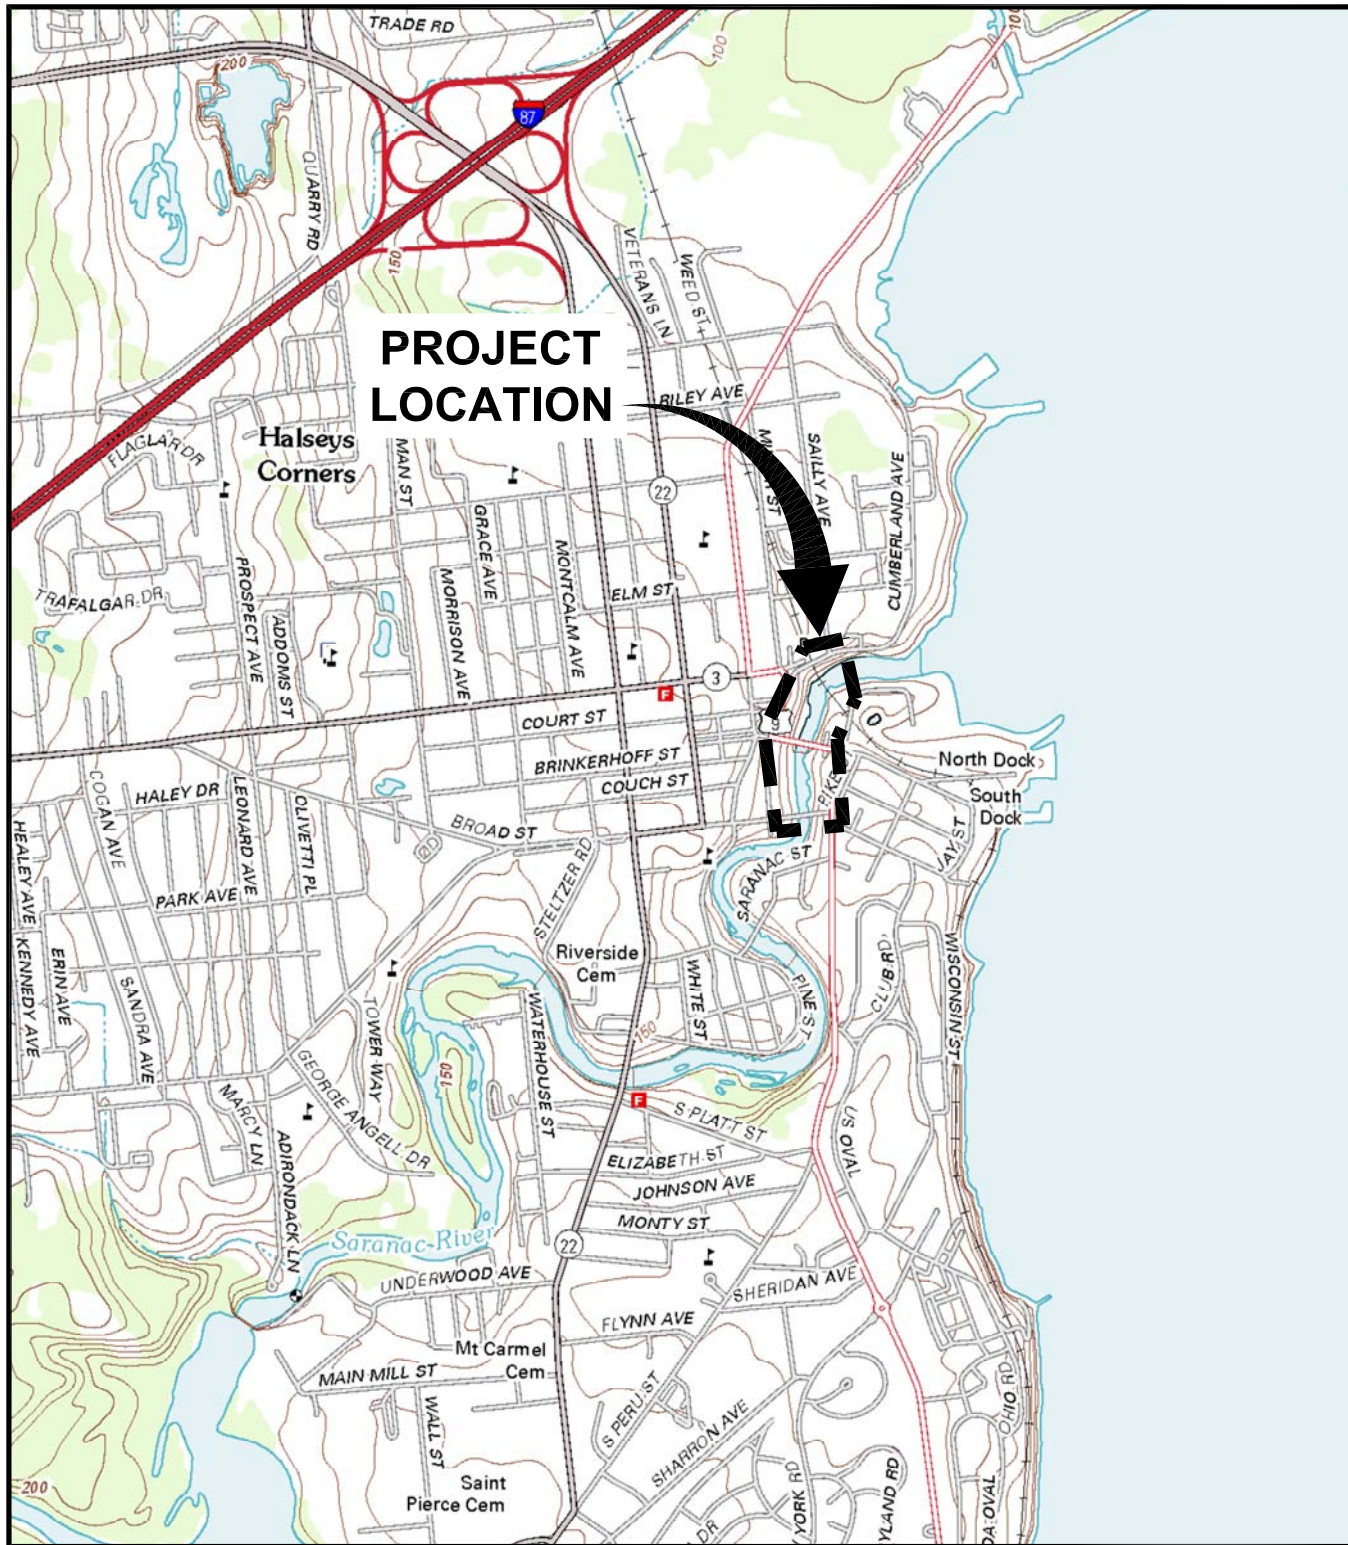 TRADE RD
100
100
200
87
QUARRY RD
150
VETERANS LN
WEED ST
PROJECT
LOCATION
RILEY AVE
Halseys
Corners
FLAGLAR DR
MAN ST
22
SAILLY AVE
CUMBERLAND AVE
GRACE AVE
MONTCALM AVE
MORRISON AVE
ELM ST
TRAFALGAR DR
PROSPECT AVE
ADDOMS ST
3
F
9
COURT ST
BRINKERHOFF ST
COUCH ST
North Dock
South
Dock
COGAN AVE
HALEY DR
LEONARD AVE
OLIVETTI PL
BROAD ST
HEALEY AVE
PARK AVE
STELTZER RD
SARANAC ST
JAY ST
KENNEDY AVE
ERIN AVE
SANDRA AVE
Riverside
Cem
WHITE ST
PINE ST
CLUB RD
WISCONSIN ST
TOWER WAY
WATERHOUSE ST
150
150
GEORGE ANGELL DR
MARCY LN
F
S PLATT ST
US OVAL
ADIRONDACK LN
ELIZABETH ST
JOHNSON AVE
MONTY ST
Saranac River
22
UNDERWOOD AVE
SHERIDAN AVE
FLYNN AVE
Mt Carmel
Cem
MAIN MILL ST
WALL ST
S PERU ST
SHARRON AVE
OHIO RD
200
Saint
Pierce Cem
YORK RD
YLAND RD
DA OVAL
DR